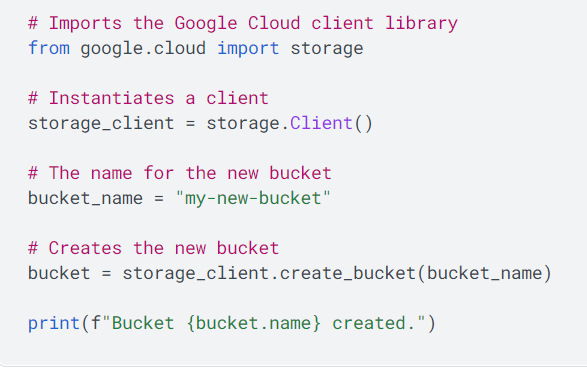 # Imports the Google Cloud client library
from google.cloud import storage
# Instantiates a client
storage_client = storage.Client()
# The name for the new bucket
bucket_name = "my-new-bucket"
# Creates the new bucket
bucket = storage_client.create_bucket(bucket_name)
print(f"Bucket {bucket.name} created.")